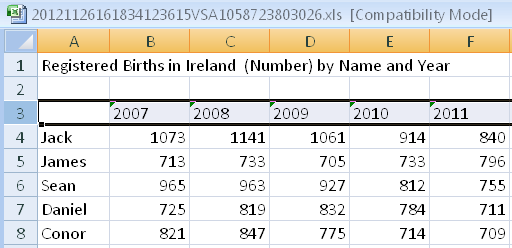 20121126161834123615VSA1058723803026.xls [Compatibility Mode]
A B C D E F
1 Registered Births in Ireland (Number) by Name and Year
2
3 2007 2008 2009 2010 2011
4 Jack 1073 1141 1061 914 840
5 James 713 733 705 733 796
6 Sean 965 963 927 812 755
7 Daniel 725 819 832 784 711
8 Conor 821 847 775 714 709